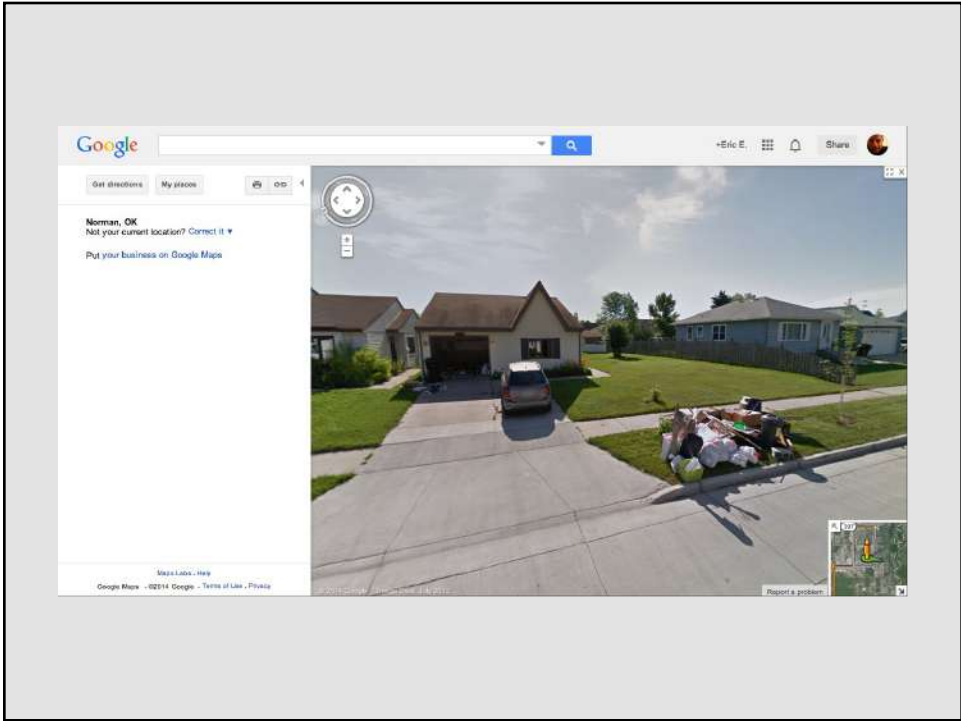 Google
+Eric E.
Share
Get directions
My places
Norman, OK
Not your current location? Correct it ▼
Put your business on Google Maps
Maps Labs - Help
Google Maps - ©2014 Google - Terms of Use - Privacy
Report a problem